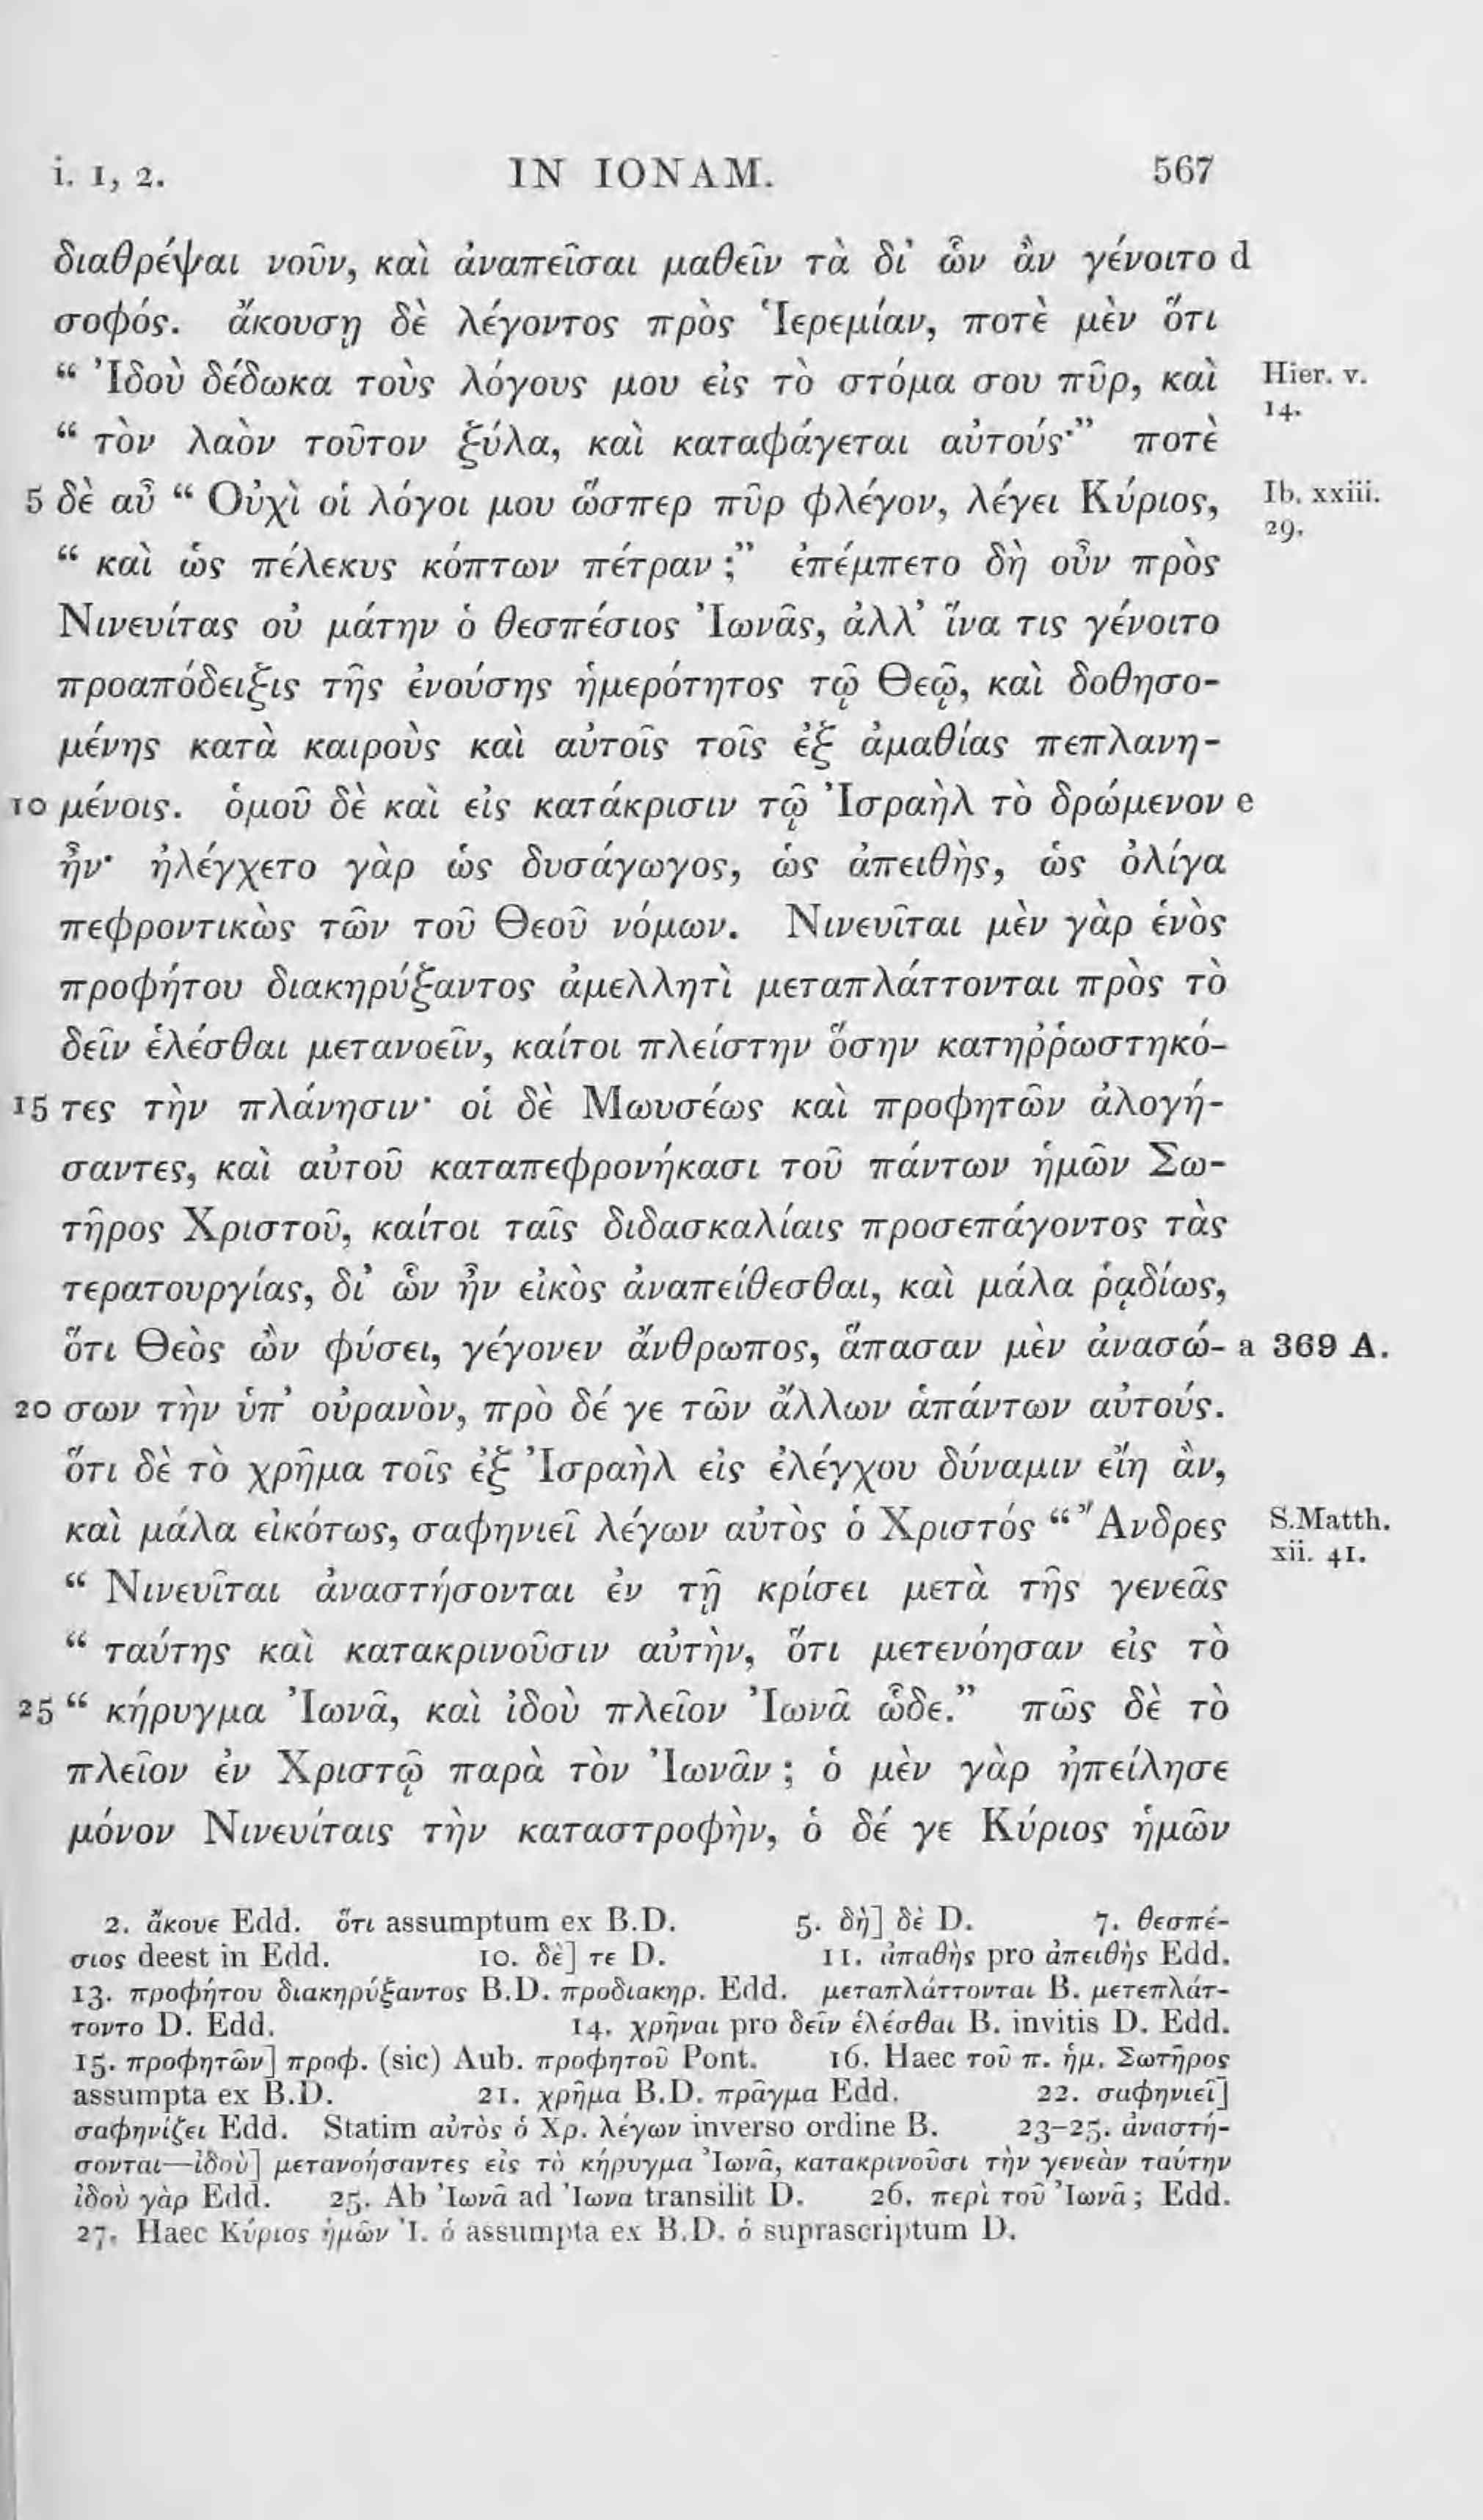 i. 1, 2. IN IONAM. 567
διαθρέψαι νοῦν, καὶ ἀναπεῖσαι μαθεῖν τὰ δι' ὧν ἂν γένοιτο d
σοφός. ἄκουσῃ δὲ λέγοντος πρὸς Ἱερεμίαν, ποτὲ μὲν ὅτι
“ Ἰδοὺ δέδωκα τοὺς λόγους μου εἰς τὸ στόμα σου πῦρ, καὶ Hier. v.
14.
“ τὸν λαὸν τοῦτον ξύλα, καὶ καταφάγεται αὐτούς·” ποτὲ
5 δὲ αὖ “ Οὐχὶ οἱ λόγοι μου ὥσπερ πῦρ φλέγον, λέγει Κύριος, Ib. xxiii.
29.
“ καὶ ὡς πέλεκυς κόπτων πέτραν ;” ἐπέμπετο δὴ οὖν πρὸς
Νινευίτας οὐ μάτην ὁ θεσπέσιος Ἰωνᾶς, ἀλλ' ἵνα τις γένοιτο
προαπόδειξις τῆς ἐνούσης ἡμερότητος τῷ Θεῷ, καὶ δοθησο-
μένης κατὰ καιροὺς καὶ αὐτοῖς τοῖς ἐξ ἀμαθίας πεπλανη-
10 μένοις. ὁμοῦ δὲ καὶ εἰς κατάκρισιν τῷ Ἰσραὴλ τὸ δρώμενον e
ἦν· ἠλέγχετο γὰρ ὡς δυσάγωγος, ὡς ἀπειθὴς, ὡς ὀλίγα
πεφροντικὼς τῶν τοῦ Θεοῦ νόμων. Νινευῖται μὲν γὰρ ἑνὸς
προφήτου διακηρύξαντος ἀμελλητὶ μεταπλάττονται πρὸς τὸ
δεῖν ἑλέσθαι μετανοεῖν, καίτοι πλείστην ὅσην κατηῤῥωστηκό-
15 τες τὴν πλάνησιν· οἱ δὲ Μωυσέως καὶ προφητῶν ἀλογή-
σαντες, καὶ αὐτοῦ καταπεφρονήκασι τοῦ πάντων ἡμῶν Σω-
τῆρος Χριστοῦ, καίτοι ταῖς διδασκαλίαις προσεπάγοντος τὰς
τερατουργίας, δι' ὧν ἦν εἰκὸς ἀναπείθεσθαι, καὶ μάλα ῥᾳδίως,
ὅτι Θεὸς ὢν φύσει, γέγονεν ἄνθρωπος, ἅπασαν μὲν ἀνασώ- a 369 A.
20 σων τὴν ὑπ' οὐρανὸν, πρὸ δέ γε τῶν ἄλλων ἁπάντων αὐτούς.
ὅτι δὲ τὸ χρῆμα τοῖς ἐξ Ἰσραὴλ εἰς ἐλέγχου δύναμιν εἴη ἂν,
καὶ μάλα εἰκότως, σαφηνιεῖ λέγων αὐτὸς ὁ Χριστός “ Ἄνδρες S.Matth.
xii. 41.
“ Νινευῖται ἀναστήσονται ἐν τῇ κρίσει μετὰ τῆς γενεᾶς
“ ταύτης καὶ κατακρινοῦσιν αὐτὴν, ὅτι μετενόησαν εἰς τὸ
25 “ κήρυγμα Ἰωνᾶ, καὶ ἰδοὺ πλεῖον Ἰωνᾶ ὧδε.” πῶς δὲ τὸ
πλεῖον ἐν Χριστῷ παρὰ τὸν Ἰωνᾶν ; ὁ μὲν γὰρ ἠπείλησε
μόνον Νινευίταις τὴν καταστροφὴν, ὁ δέ γε Κύριος ἡμῶν
2. ἄκουε Edd. ὅτι assumptum ex B.D. 5. δὴ] δὲ D. 7. θεσπέ-
σιος deest in Edd. 10. δὲ] τε D. 11. ἀπαθὴς pro ἀπειθὴς Edd.
13. προφήτου διακηρύξαντος B.D. προδιακηρ. Edd. μεταπλάττονται B. μετεπλάτ-
τοντο D. Edd. 14. χρῆναι pro δεῖν ἑλέσθαι B. invitis D. Edd.
15. προφητῶν] προφ. (sic) Aub. προφητοῦ Pont. 16. Haec τοῦ π. ἡμ. Σωτῆρος
assumpta ex B.D. 21. χρῆμα B.D. πρᾶγμα Edd. 22. σαφηνιεῖ]
σαφηνίζει Edd. Statim αὐτὸς ὁ Χρ. λέγων inverso ordine B. 23–25. ἀναστή-
σονται—ἰδοὺ] μετανοήσαντες εἰς τὸ κήρυγμα Ἰωνᾶ, κατακρινοῦσι τὴν γενεὰν ταύτην
ἰδοὺ γὰρ Edd. 25. Ab Ἰωνᾶ ad Ἰωνα transilit D. 26. περὶ τοῦ Ἰωνᾶ ; Edd.
27. Haec Κύριος ἡμῶν Ἰ. ὁ assumpta ex B.D. ὁ suprascriptum D.